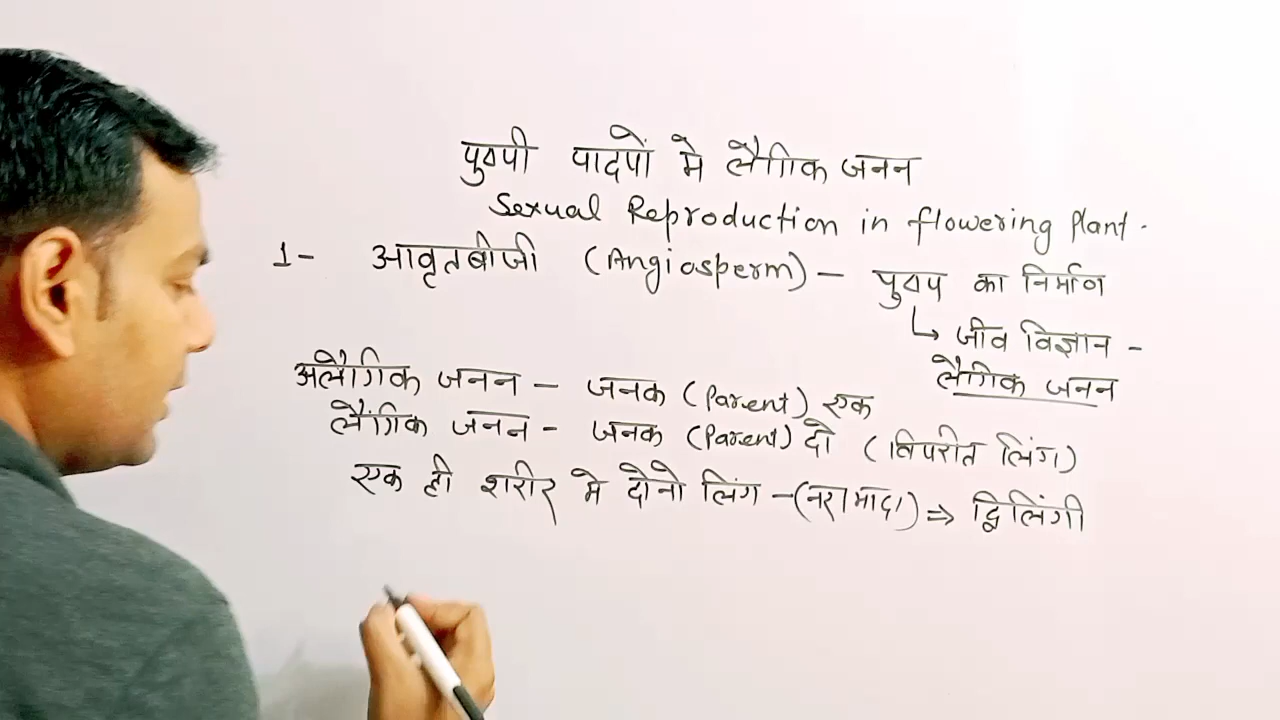 पुष्पी पादपों मे लैगिक जनन
Sexual Reproduction in flowering Plant.
1- आवृतबीजी (Angiosperm) - पुष्प का निर्माण
↳ जीव विज्ञान -
लैगिक जनन
अलैगिक जनन - जनक (Parent) एक
लैंगिक जनन - जनक (Parent) दो (विपरीत लिंग)
एक ही शरीर मे दोनो लिंग - (नर/मादा) ⇒ द्विलिंगी